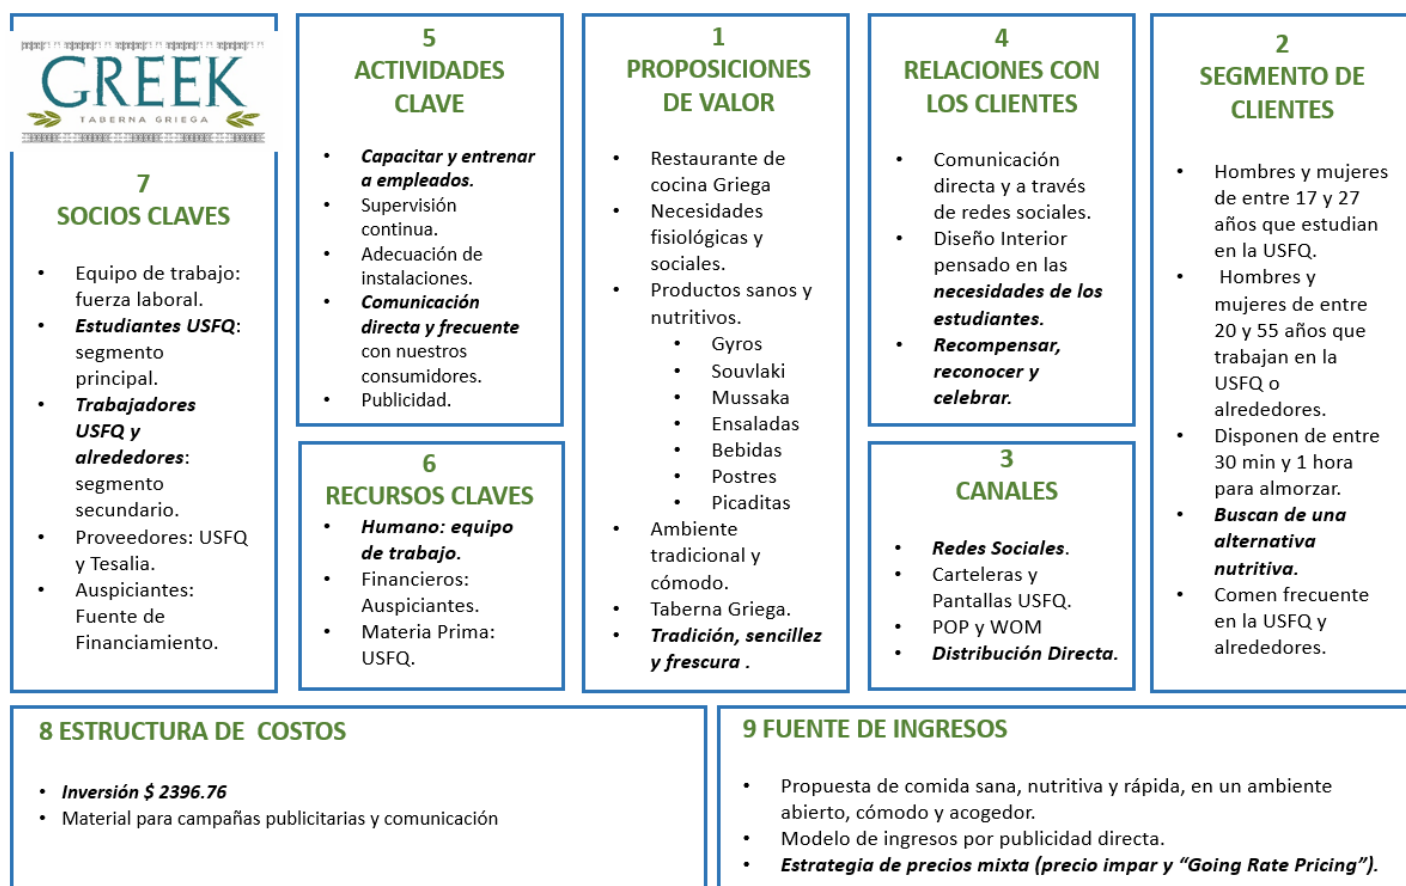 GREEK
TABERNA GRIEGA
7
SOCIOS CLAVES
• Equipo de trabajo:
fuerza laboral.
• Estudiantes USFQ:
segmento
principal.
• Trabajadores
USFQ y
alrededores:
segmento
secundario.
• Proveedores: USFQ
y Tesalia.
• Auspiciantes:
Fuente de
Financiamiento.
5
ACTIVIDADES
CLAVE
• Capacitar y entrenar
a empleados.
• Supervisión
continua.
• Adecuación de
instalaciones.
• Comunicación
directa y frecuente
con nuestros
consumidores.
• Publicidad.
6
RECURSOS CLAVES
• Humano: equipo
de trabajo.
• Financieros:
Auspiciantes.
• Materia Prima:
USFQ.
1
PROPOSICIONES
DE VALOR
• Restaurante de
cocina Griega
• Necesidades
fisiológicas y
sociales.
• Productos sanos y
nutritivos.
• Gyros
• Souvlaki
• Mussaka
• Ensaladas
• Bebidas
• Postres
• Picaditas
• Ambiente
tradicional y
cómodo.
• Taberna Griega.
• Tradición, sencillez
y frescura .
4
RELACIONES CON
LOS CLIENTES
• Comunicación
directa y a través
de redes sociales.
• Diseño Interior
pensado en las
necesidades de los
estudiantes.
• Recompensar,
reconocer y
celebrar.
3
CANALES
• Redes Sociales.
• Carteleras y
Pantallas USFQ.
• POP y WOM
• Distribución Directa.
2
SEGMENTO DE
CLIENTES
• Hombres y mujeres
de entre 17 y 27
años que estudian
en la USFQ.
• Hombres y
mujeres de entre
20 y 55 años que
trabajan en la
USFQ o
alrededores.
• Disponen de entre
30 min y 1 hora
para almorzar.
• Buscan de una
alternativa
nutritiva.
• Comen frecuente
en la USFQ y
alrededores.
8 ESTRUCTURA DE COSTOS
• Inversión $ 2396.76
• Material para campañas publicitarias y comunicación
9 FUENTE DE INGRESOS
• Propuesta de comida sana, nutritiva y rápida, en un ambiente
abierto, cómodo y acogedor.
• Modelo de ingresos por publicidad directa.
• Estrategia de precios mixta (precio impar y “Going Rate Pricing”).